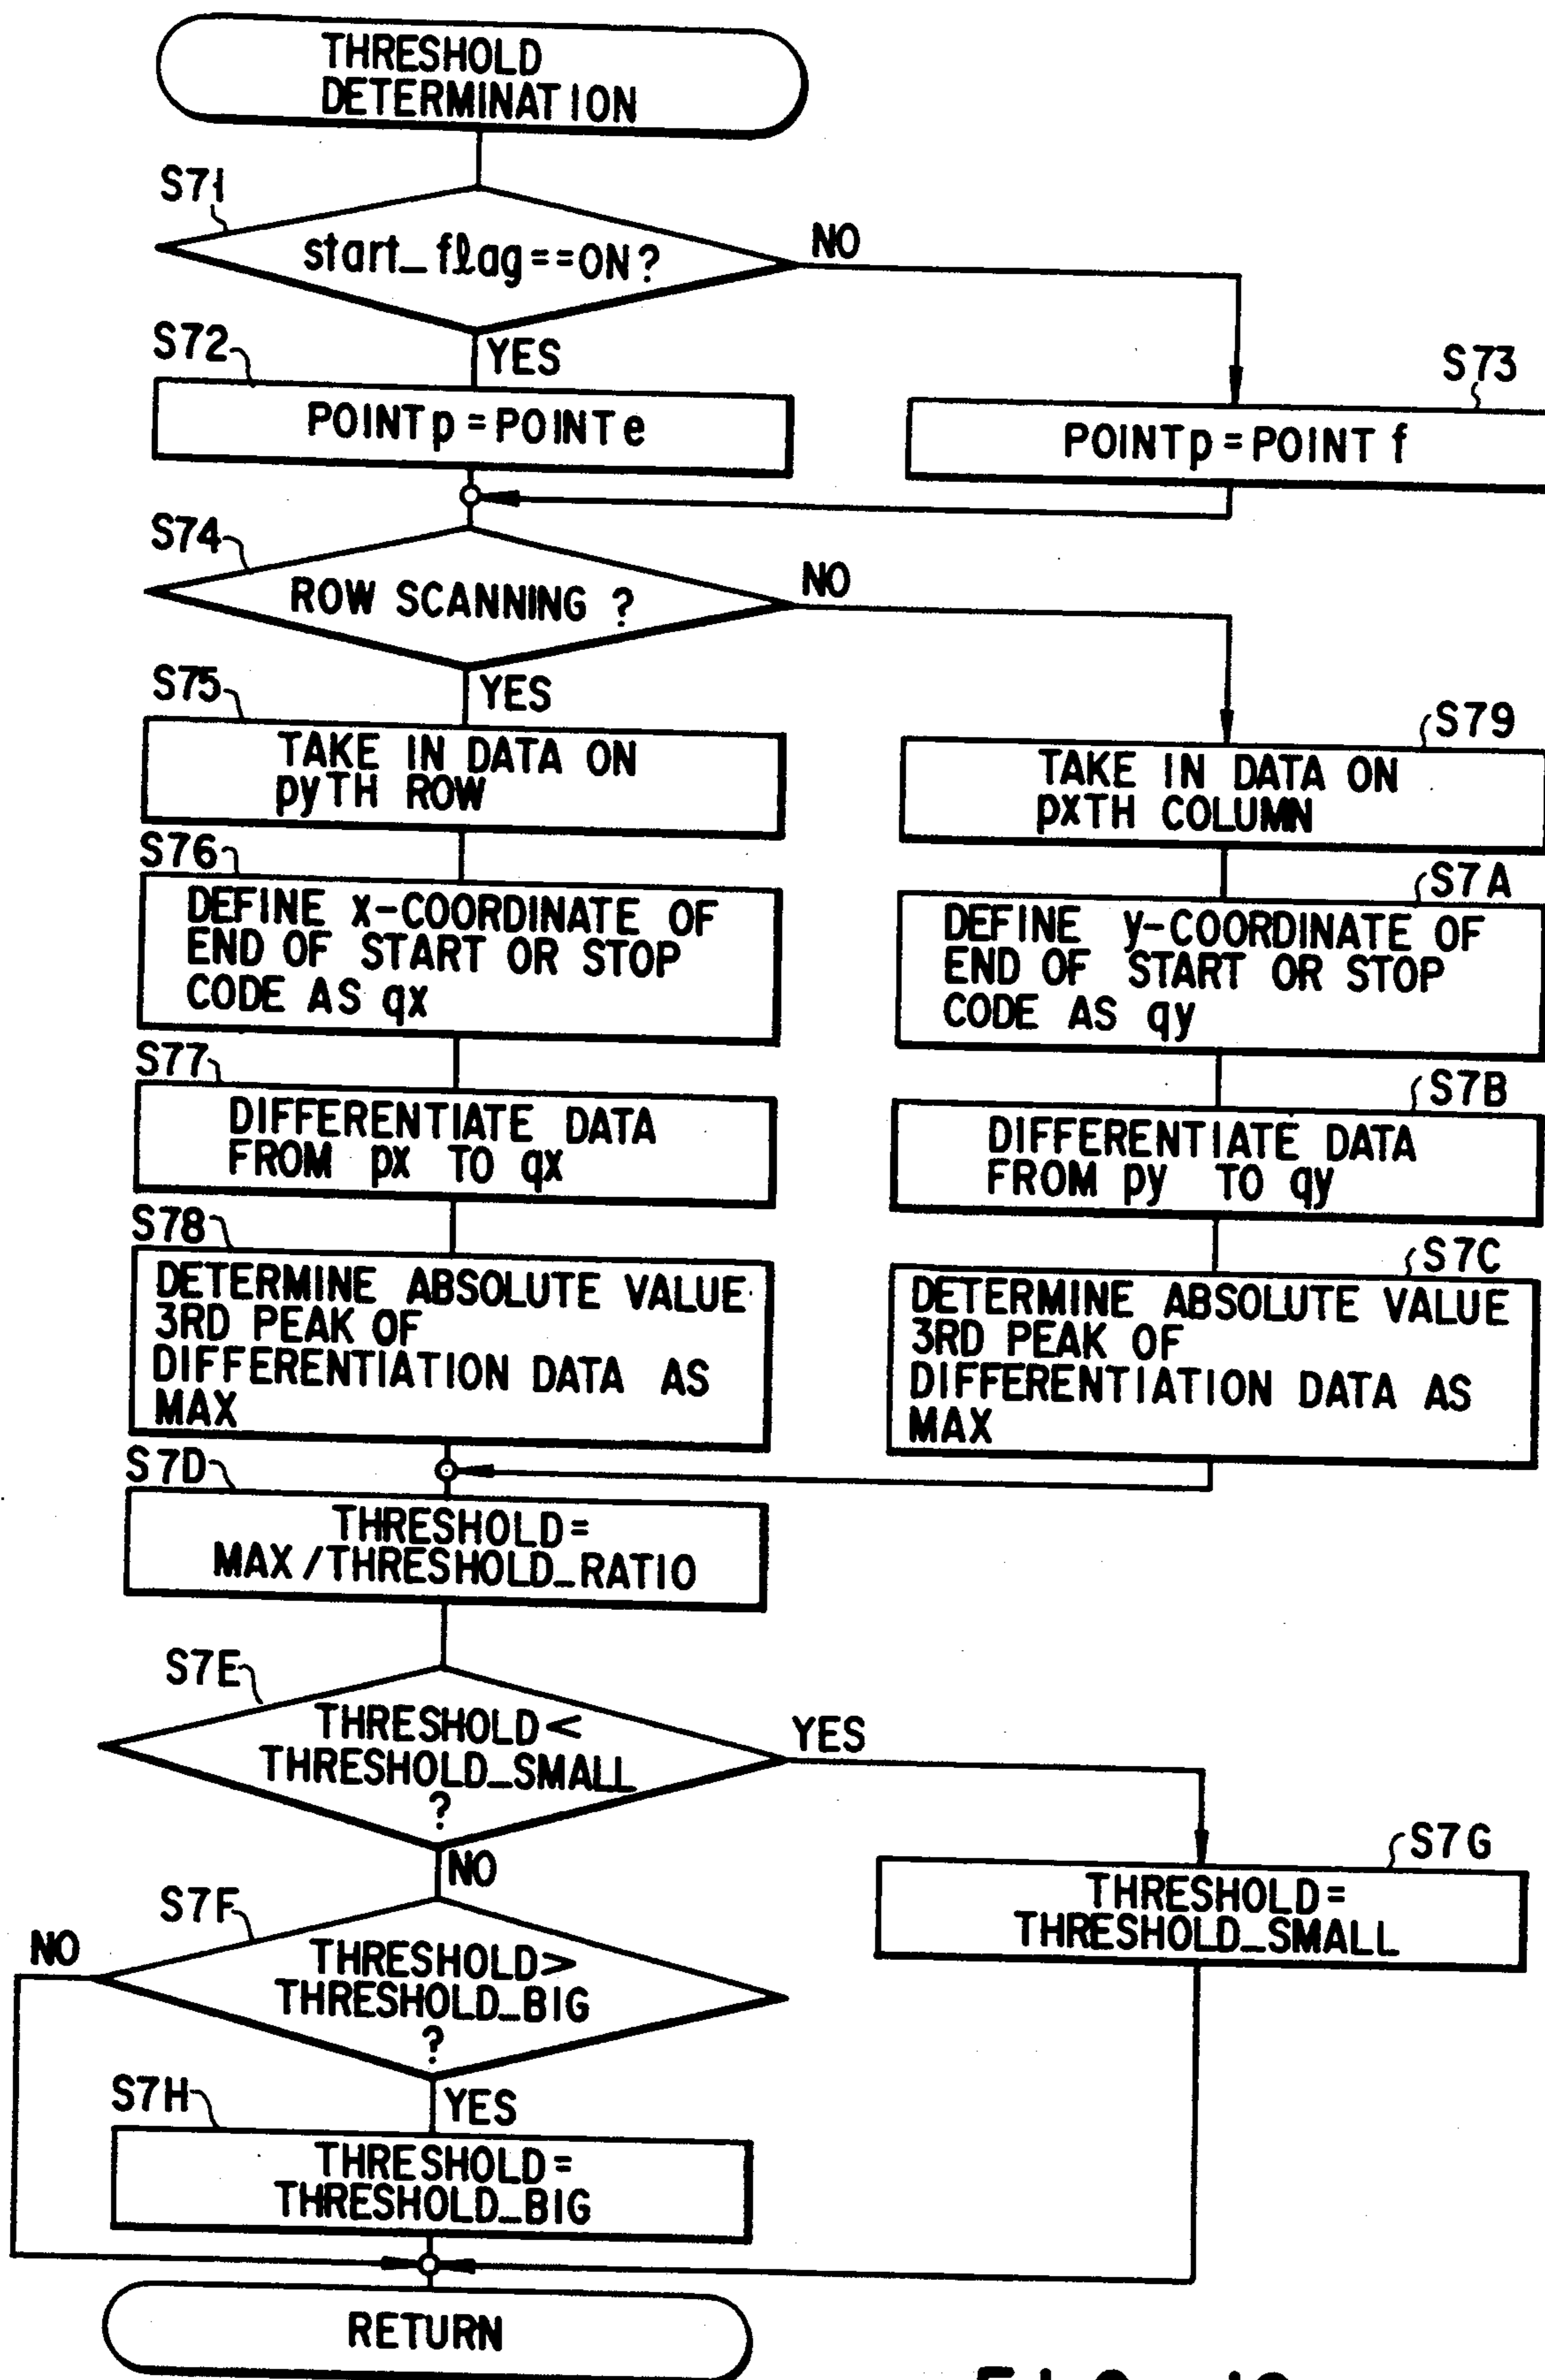 THRESHOLD
DETERMINATION
S71
start_flag==ON?
NO
YES
S72
POINTp=POINTe
S73
POINTp=POINT f
S74
ROW SCANNING ?
NO
YES
S75
TAKE IN DATA ON
pyTH ROW
S79
TAKE IN DATA ON
pxTH COLUMN
S76
DEFINE x-COORDINATE OF
END OF START OR STOP
CODE AS qx
S7A
DEFINE y-COORDINATE OF
END OF START OR STOP
CODE AS qy
S77
DIFFERENTIATE DATA
FROM px TO qx
S7B
DIFFERENTIATE DATA
FROM py TO qy
S78
DETERMINE ABSOLUTE VALUE
3RD PEAK OF
DIFFERENTIATION DATA AS
MAX
S7C
DETERMINE ABSOLUTE VALUE
3RD PEAK OF
DIFFERENTIATION DATA AS
MAX
S7D
THRESHOLD=
MAX/THRESHOLD_RATIO
S7E
THRESHOLD<
THRESHOLD_SMALL
?
YES
NO
S7G
THRESHOLD=
THRESHOLD_SMALL
S7F
NO
THRESHOLD>
THRESHOLD_BIG
?
YES
S7H
THRESHOLD=
THRESHOLD_BIG
RETURN